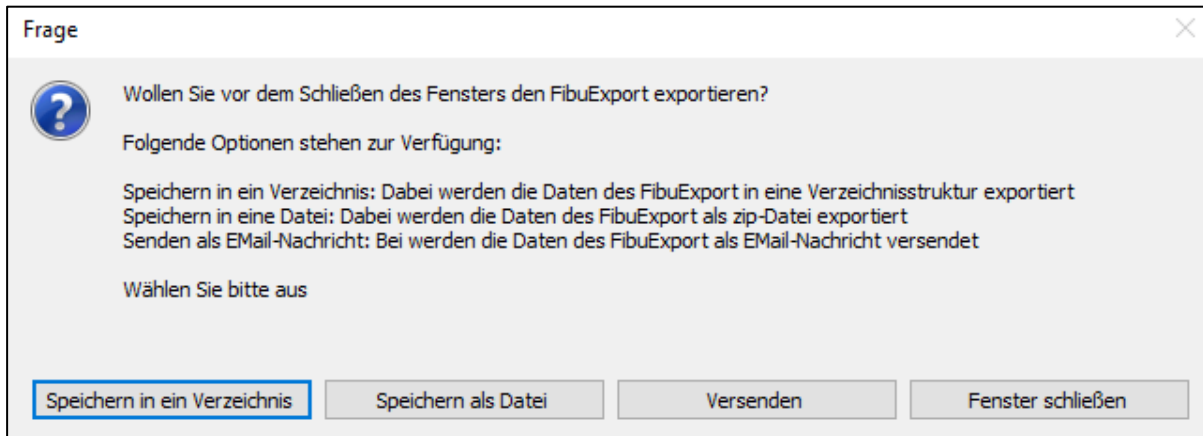 Frage
Wollen Sie vor dem Schließen des Fensters den FibuExport exportieren?
Folgende Optionen stehen zur Verfügung:
Speichern in ein Verzeichnis: Dabei werden die Daten des FibuExport in eine Verzeichnisstruktur exportiert
Speichern in eine Datei: Dabei werden die Daten des FibuExport als zip-Datei exportiert
Senden als EMail-Nachricht: Bei werden die Daten des FibuExport als EMail-Nachricht versendet
Wählen Sie bitte aus
Speichern in ein Verzeichnis Speichern als Datei Versenden Fenster schließen